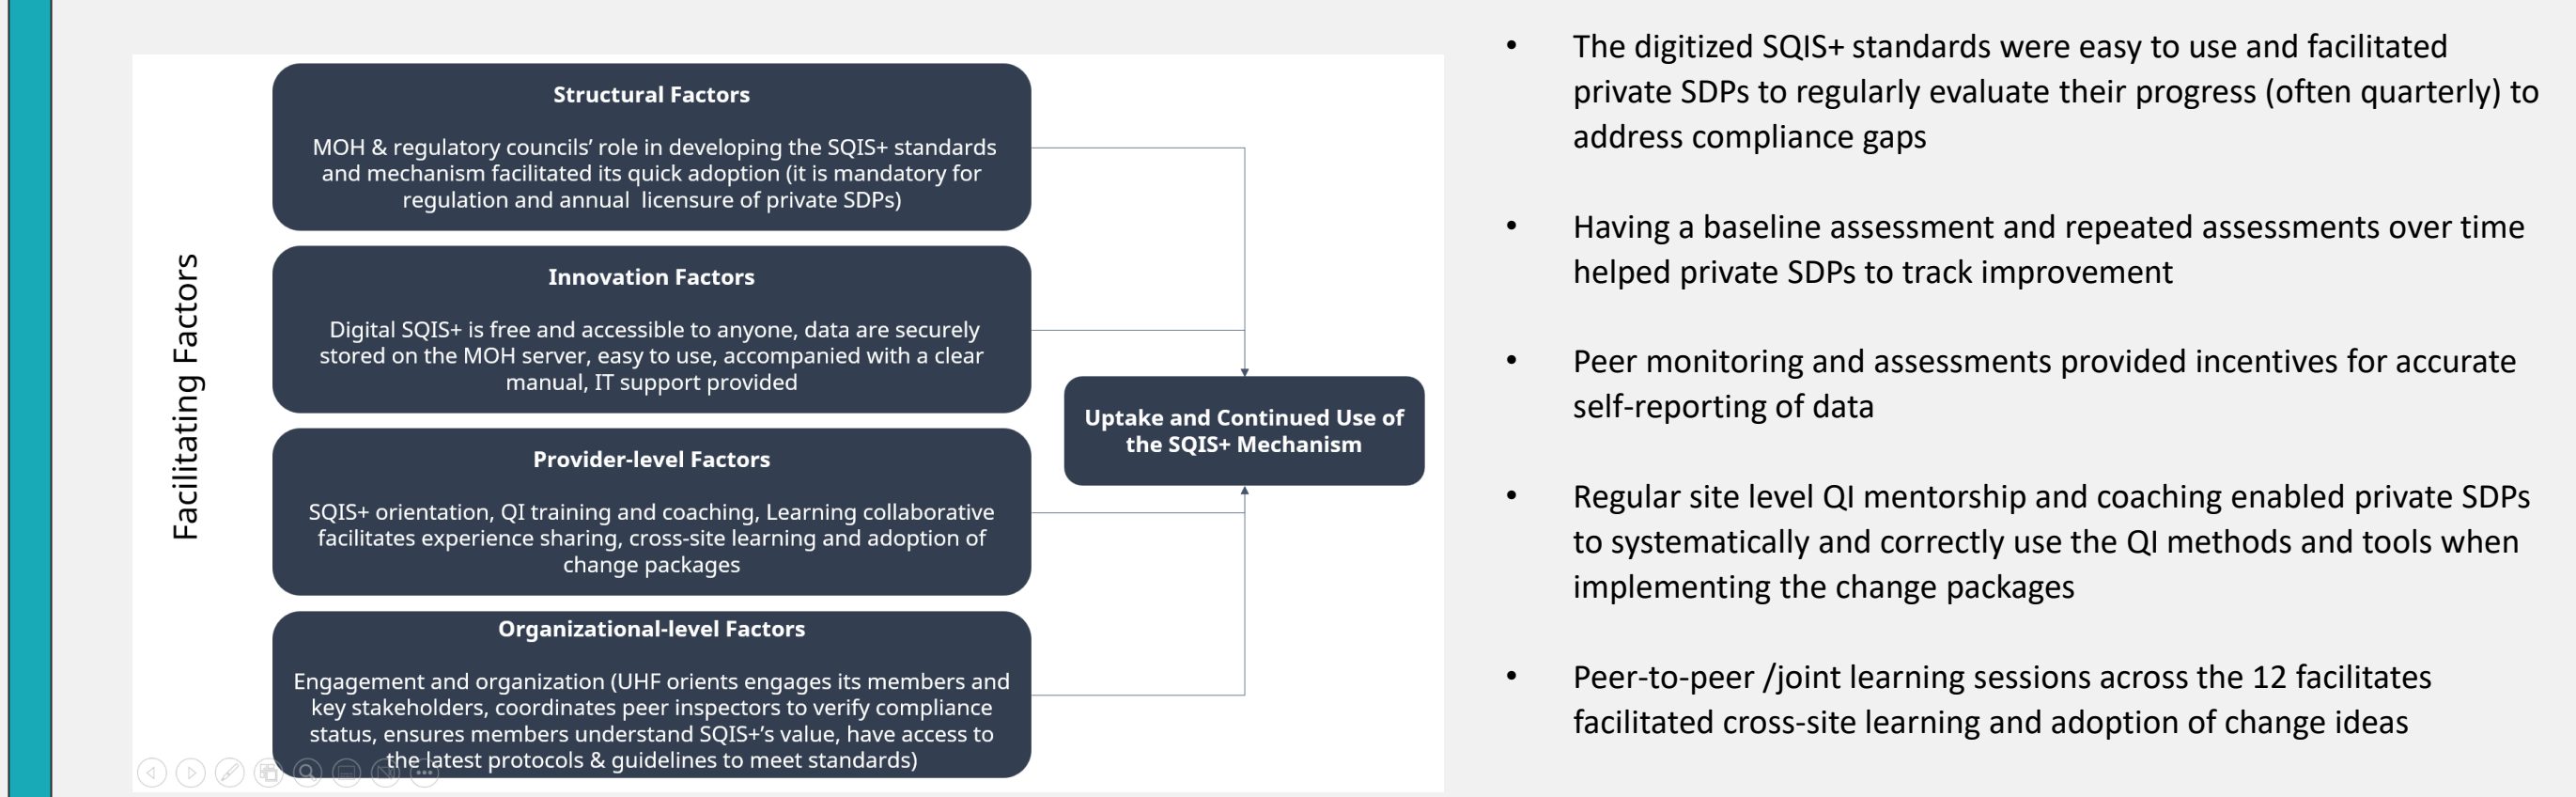 Facilitating Factors
Structural Factors
MOH & regulatory councils’ role in developing the SQIS+ standards
and mechanism facilitated its quick adoption (it is mandatory for
regulation and annual  licensure of private SDPs)
Innovation Factors
Digital SQIS+ is free and accessible to anyone, data are securely
stored on the MOH server, easy to use, accompanied with a clear
manual, IT support provided
Provider-level Factors
SQIS+ orientation, QI training and coaching, Learning collaborative
facilitates experience sharing, cross-site learning and adoption of
change packages
Organizational-level Factors
Engagement and organization (UHF orients engages its members and
key stakeholders, coordinates peer inspectors to verify compliance
status, ensures members understand SQIS+’s value, have access to
the latest protocols & guidelines to meet standards)
Uptake and Continued Use of
the SQIS+ Mechanism
• The digitized SQIS+ standards were easy to use and facilitated
private SDPs to regularly evaluate their progress (often quarterly) to
address compliance gaps
• Having a baseline assessment and repeated assessments over time
helped private SDPs to track improvement
• Peer monitoring and assessments provided incentives for accurate
self-reporting of data
• Regular site level QI mentorship and coaching enabled private SDPs
to systematically and correctly use the QI methods and tools when
implementing the change packages
• Peer-to-peer /joint learning sessions across the 12 facilitates
facilitated cross-site learning and adoption of change ideas